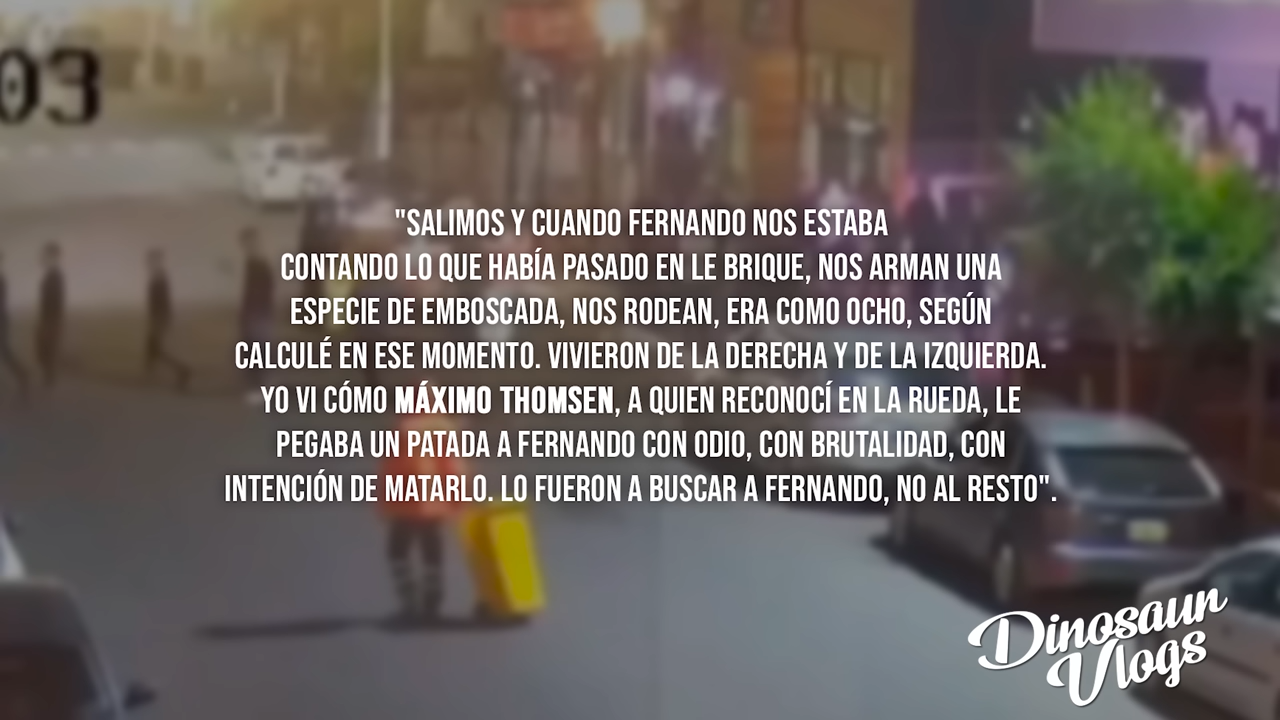 03
"SALIMOS Y CUANDO FERNANDO NOS ESTABA
CONTANDO LO QUE HABÍA PASADO EN LE BRIQUE, NOS ARMAN UNA
ESPECIE DE EMBOSCADA, NOS RODEAN, ERA COMO OCHO, SEGÚN
CALCULÉ EN ESE MOMENTO. VIVIERON DE LA DERECHA Y DE LA IZQUIERDA.
YO VI CÓMO MÁXIMO THOMSEN, A QUIEN RECONOCÍ EN LA RUEDA, LE
PEGABA UN PATADA A FERNANDO CON ODIO, CON BRUTALIDAD, CON
INTENCIÓN DE MATARLO. LO FUERON A BUSCAR A FERNANDO, NO AL RESTO".
Dinosaur
Vlogs